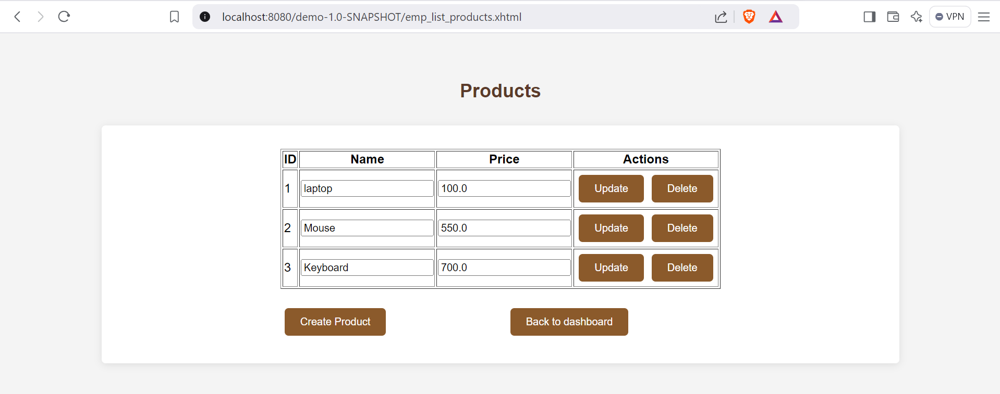 localhost:8080/demo-1.0-SNAPSHOT/emp_list_products.xhtml
VPN
Products
ID Name Price Actions
1 laptop 100.0 Update Delete
2 Mouse 550.0 Update Delete
3 Keyboard 700.0 Update Delete
Create Product Back to dashboard